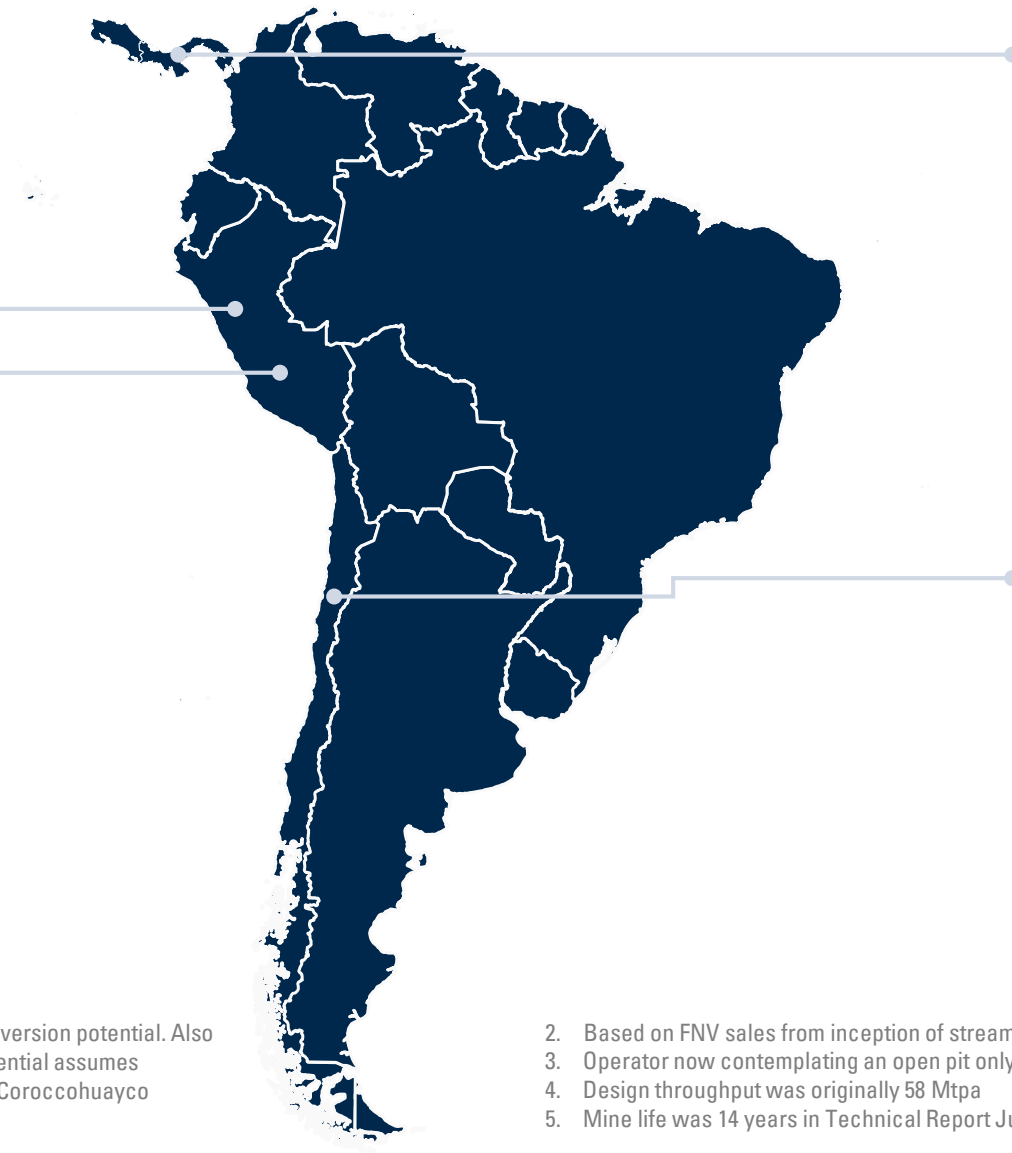 version potential. Also
ential assumes
Coroccohuayco
2. Based on FNV sales from inception of stream
3. Operator now contemplating an open pit only
4. Design throughput was originally 58 Mtpa
5. Mine life was 14 years in Technical Report Ju